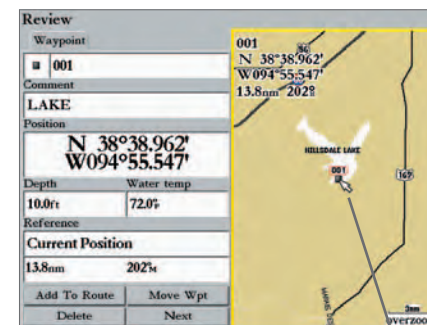 Review
Waypoint
001
Comment
LAKE
Position
N 38°38.962'
W094°55.547'
Depth
Water temp
10.0ft
72.0°F
Reference
Current Position
13.8nm
202°M
Add To Route
Move Wpt
Delete
Next
001
N 38°38.962'
W094°55.547'
13.8nm 202°M
HILLSDALE LAKE
001
169
3nm
overzoo